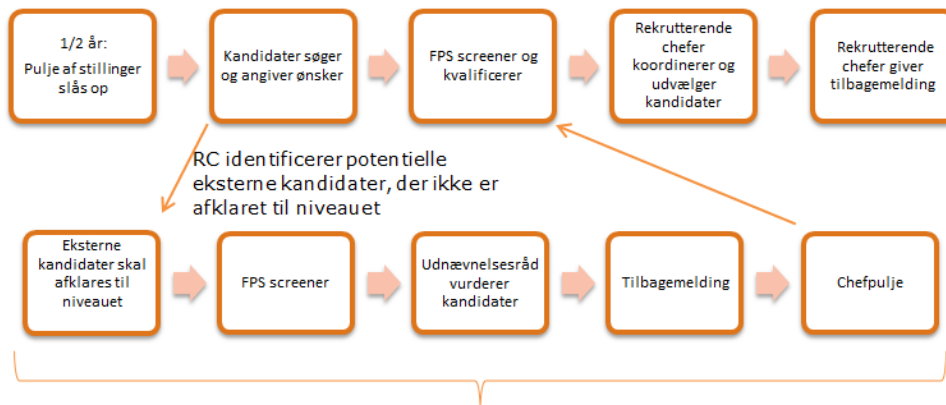 1/2 år:
Pulje af stillinger
slås op
Kandidater søger
og angiver ønsker
FPS screener og
kvalificerer
Rekrutterende
chefer
koordinerer og
udvælger
kandidater
Rekrutterende
chefer giver
tilbagemelding
RC identificerer potentielle
eksterne kandidater, der ikke er
afklaret til niveauet
Eksterne
kandidater skal
afklares til
niveauet
FPS screener
Udnævnelsesråd
vurderer
kandidater
Tilbagemelding
Chefpulje